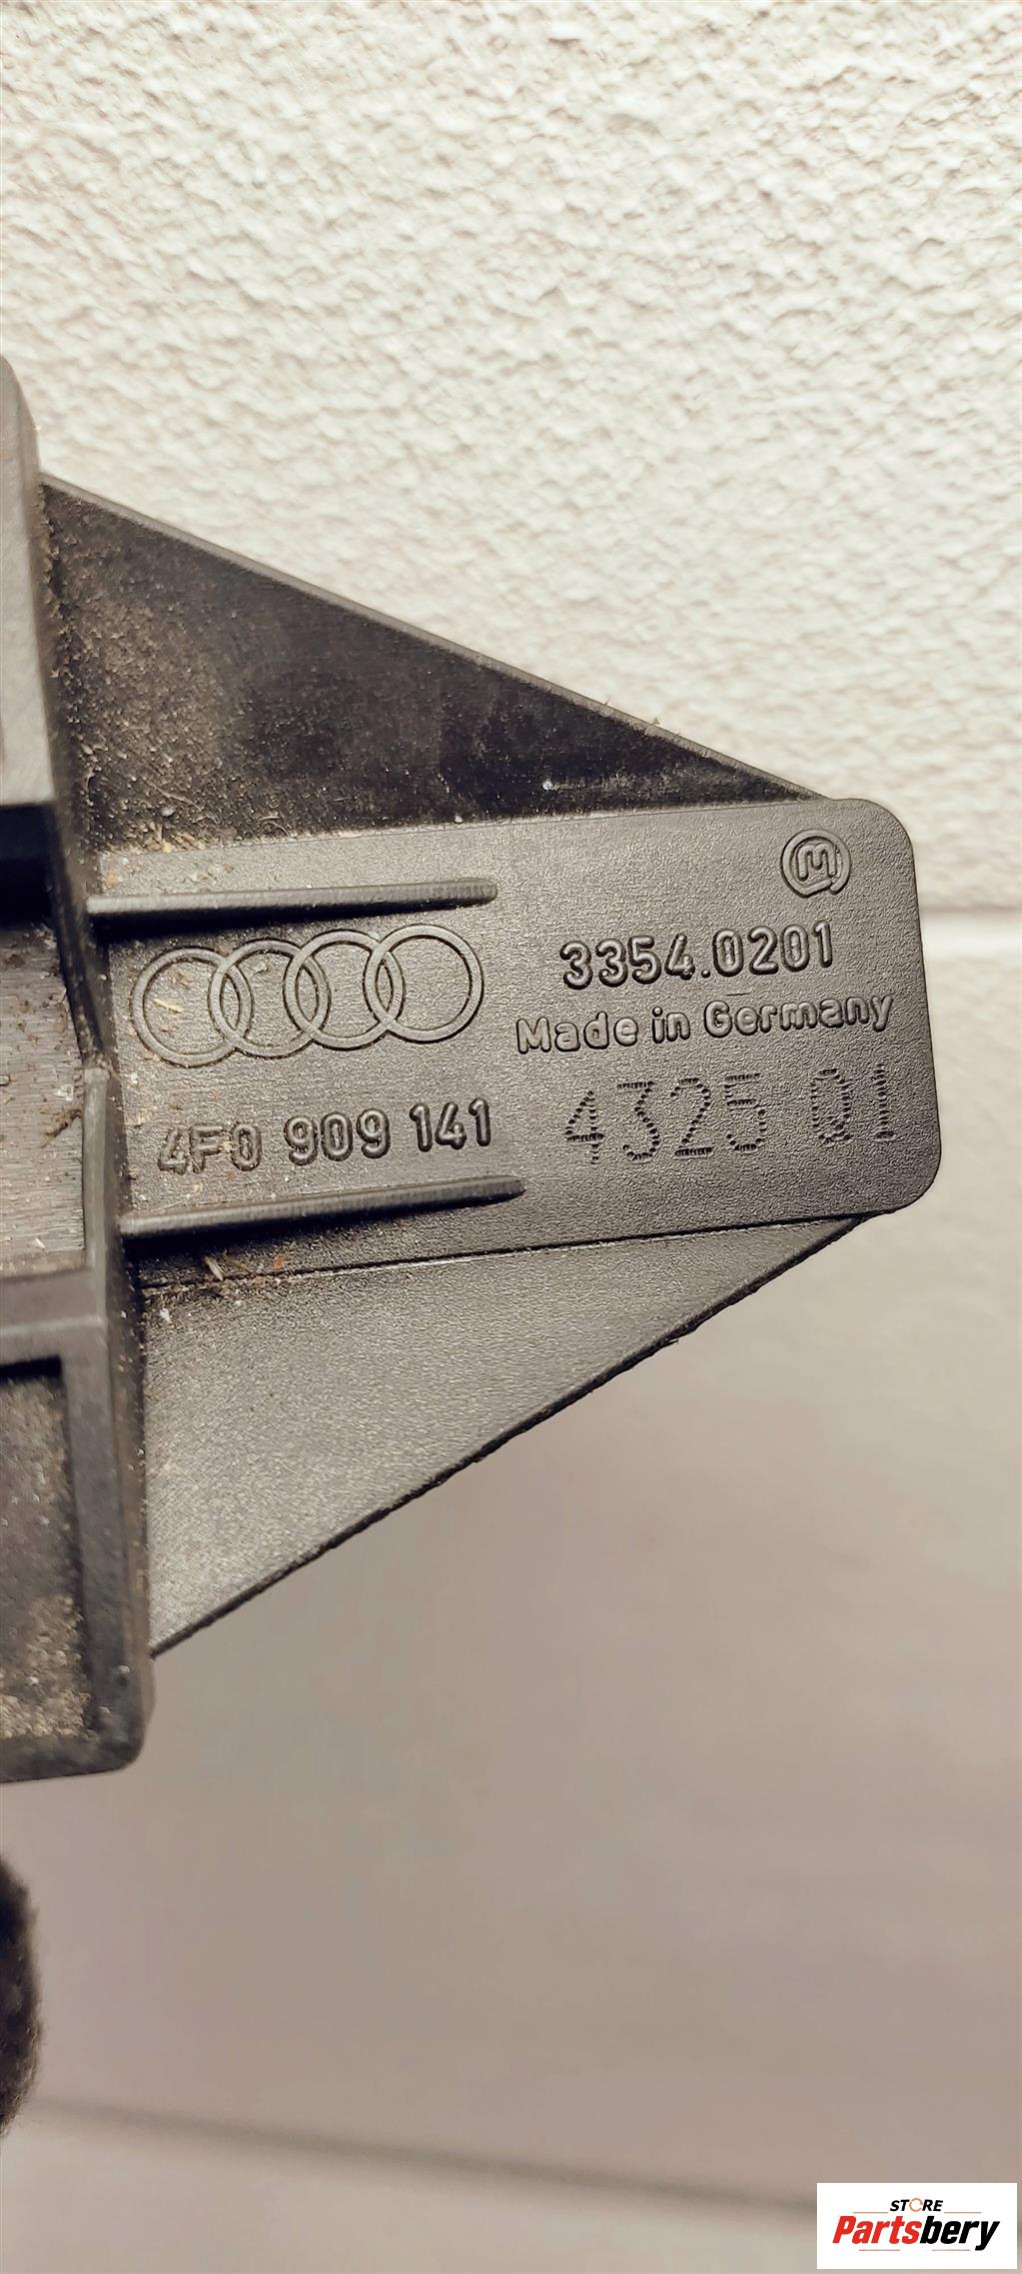 m
3354.0201
Made in Germany
4F0 909 141
4325 01
STORE
Partsbery